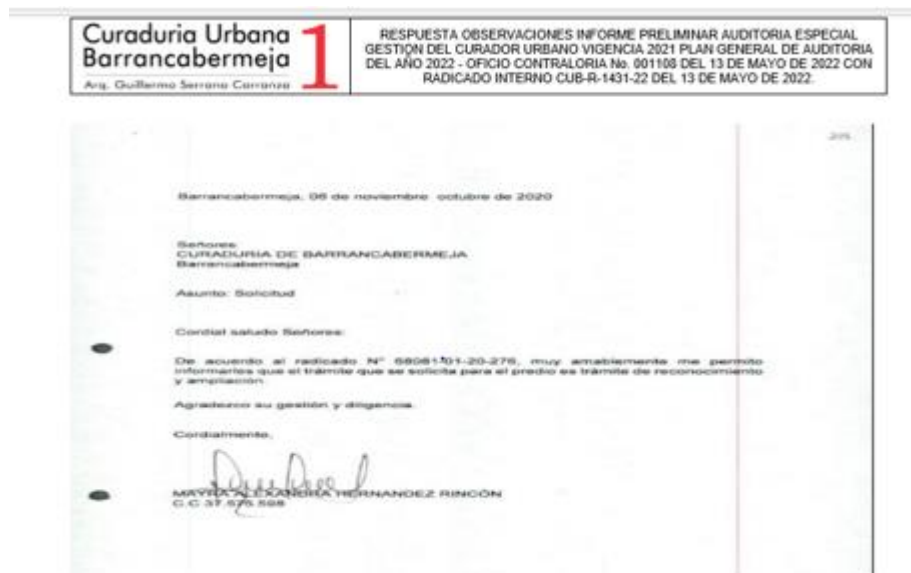 Curaduria Urbana 1
Barrancabermeja
Arq. Guillermo Serrano Carranza
RESPUESTA OBSERVACIONES INFORME PRELIMINAR AUDITORIA ESPECIAL
GESTIÓN DEL CURADOR URBANO VIGENCIA 2021 PLAN GENERAL DE AUDITORIA
DEL AÑO 2022 - OFICIO CONTRALORIA No. 001108 DEL 13 DE MAYO DE 2022 CON
RADICADO INTERNO CUB-R-1431-22 DEL 13 DE MAYO DE 2022.
Barrancabermeja, 06 de noviembre octubre de 2020
Señores
CURADURIA DE BARRANCABERMEJA
Barrancabermeja
Asunto: Solicitud
Cordial saludo Señores:
De acuerdo al radicado N° 68081-01-20-276, muy amablemente me permito
informarles que el trámite que se solicita para el predio es trámite de reconocimiento
y ampliación.
Agradezco su gestión y diligencia.
Cordialmente,
MAYRA ALEXANDRA HERNANDEZ RINCÓN
C.C